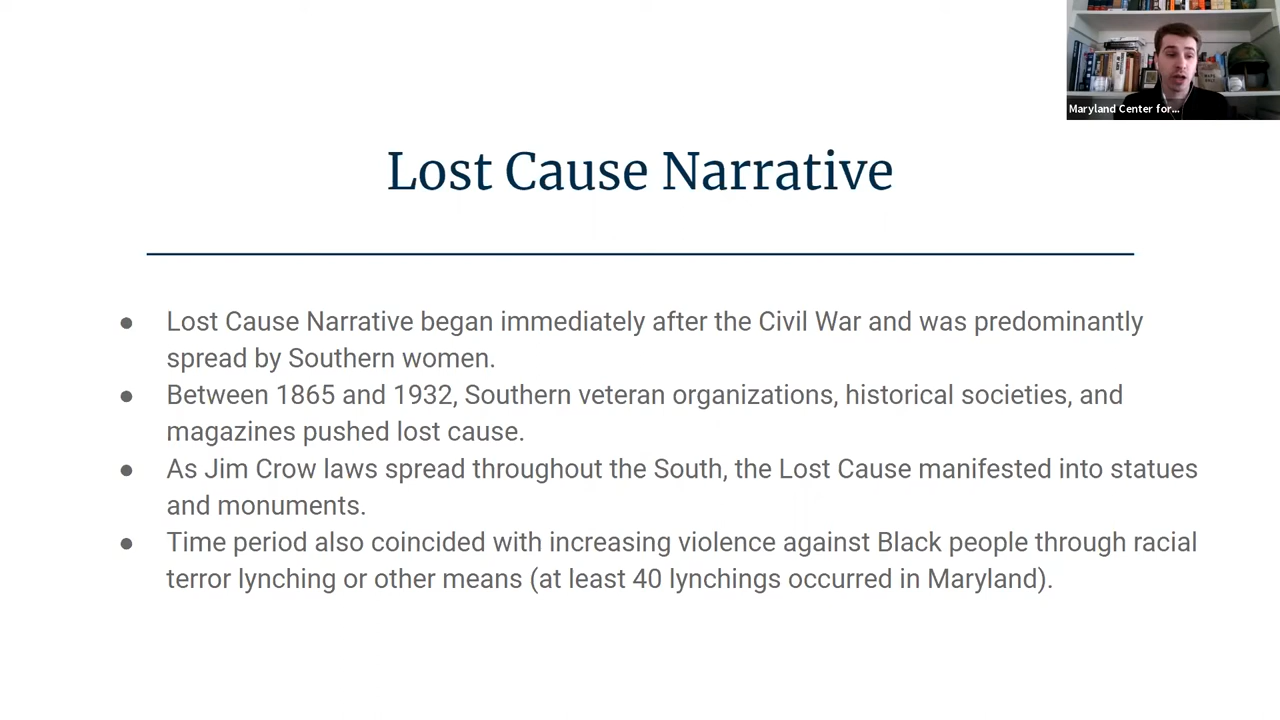 Maryland Center for...
Lost Cause Narrative
● Lost Cause Narrative began immediately after the Civil War and was predominantly
spread by Southern women.
● Between 1865 and 1932, Southern veteran organizations, historical societies, and
magazines pushed lost cause.
● As Jim Crow laws spread throughout the South, the Lost Cause manifested into statues
and monuments.
● Time period also coincided with increasing violence against Black people through racial
terror lynching or other means (at least 40 lynchings occurred in Maryland).